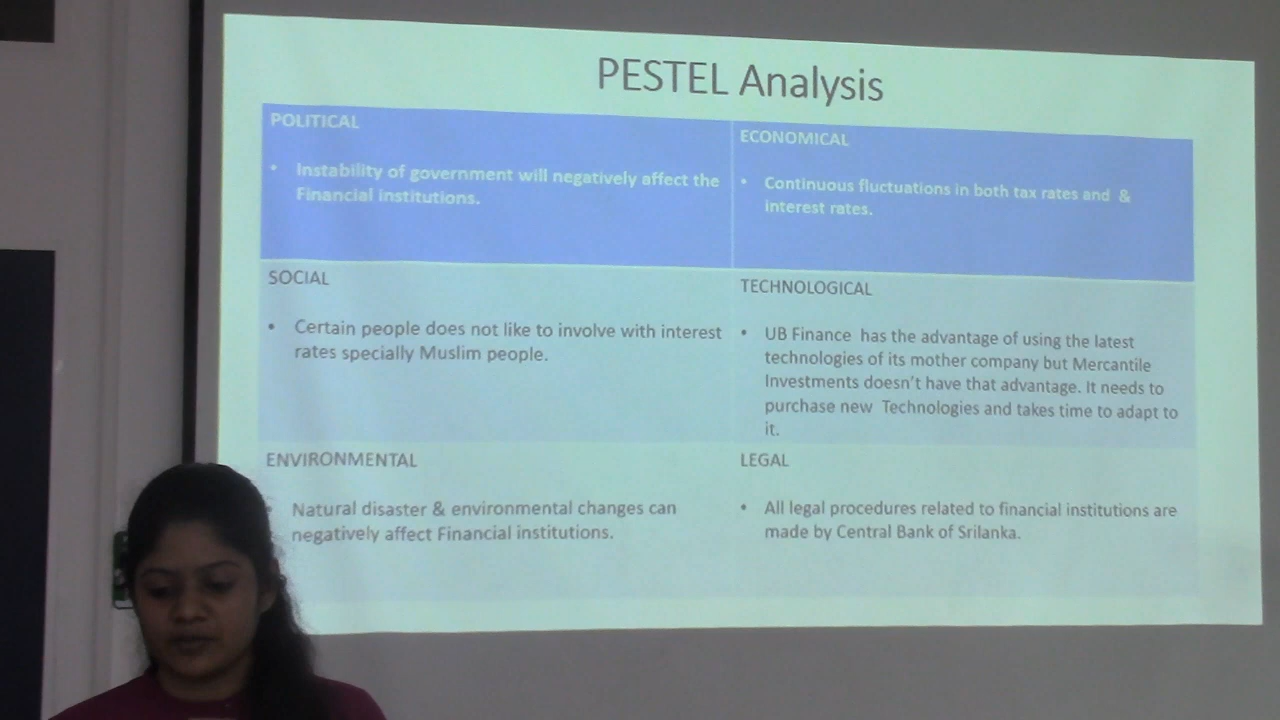 PESTEL Analysis
POLITICAL
• Instability of government will negatively affect the
Financial institutions.
ECONOMICAL
• Continuous fluctuations in both tax rates and & 
interest rates.
SOCIAL
• Certain people does not like to involve with interest
rates specially Muslim people.
TECHNOLOGICAL
• UB Finance has the advantage of using the latest
technologies of its mother company but Mercantile
Investments doesn't have that advantage. It needs to
purchase new Technologies and takes time to adapt to
it.
ENVIRONMENTAL
• Natural disaster & environmental changes can
negatively affect Financial institutions.
LEGAL
• All legal procedures related to financial institutions are
made by Central Bank of Srilanka.